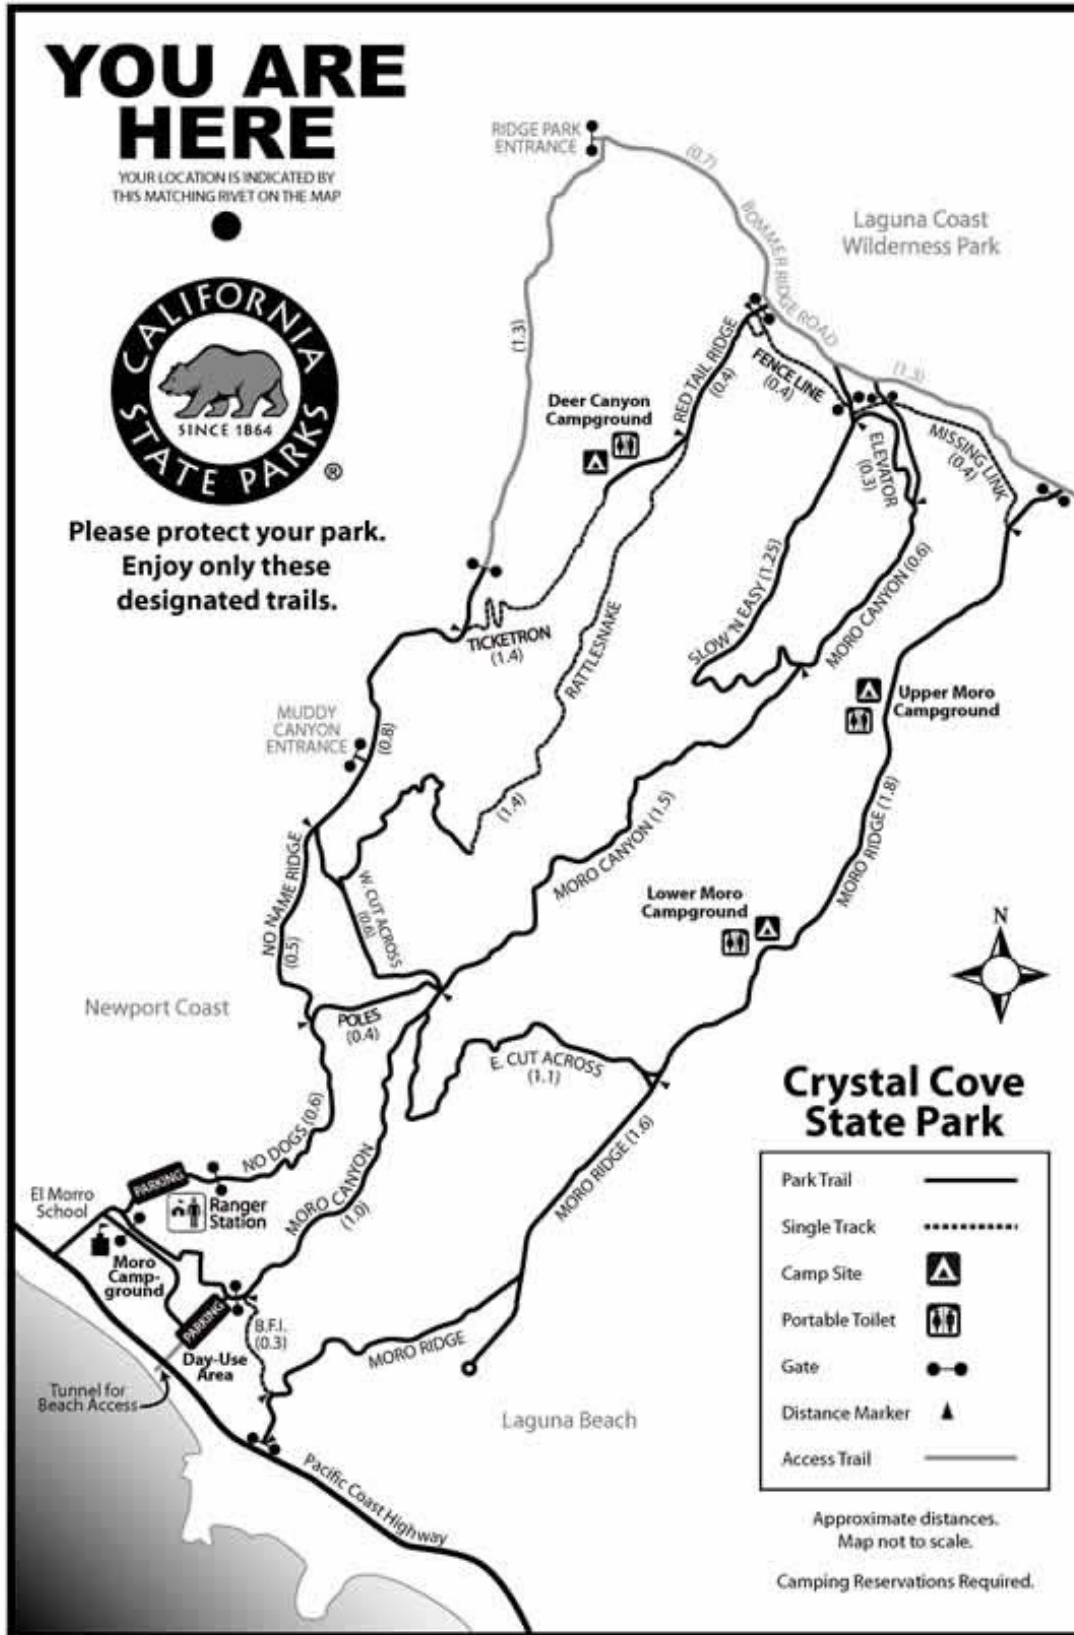 YOU ARE
HERE
YOUR LOCATION IS INDICATED BY
THIS MATCHING RIVET ON THE MAP
CALIFORNIA
STATE PARKS
SINCE 1864
®
Please protect your park.
Enjoy only these
designated trails.
RIDGE PARK
ENTRANCE
(0.7)
BOMMER RIDGE ROAD
(1.3)
Laguna Coast
Wilderness Park
(1.3)
RED TAIL RIDGE
(0.4)
FENCE LINE
(0.4)
Deer Canyon
Campground
ELEVATOR
(0.3)
MISSING LINK
(0.4)
TICKETRON
(1.4)
RATTLESNAKE
(1.4)
SLOW 'N EASY (1.25)
MORO CANYON (0.6)
Upper Moro
Campground
MUDDY
CANYON
ENTRANCE
(0.8)
MORO CANYON (1.5)
MORO RIDGE (1.8)
NO NAME RIDGE
(0.5)
W. CUT ACROSS
(0.6)
Lower Moro
Campground
N
Newport Coast
POLES
(0.4)
E. CUT ACROSS
(1.1)
NO DOGS (0.6)
MORO CANYON
(1.0)
MORO RIDGE (1.6)
PARKING
El Morro
School
Ranger
Station
Moro
Camp-
ground
PARKING
B.F.I.
(0.3)
MORO RIDGE
Day-Use
Area
Tunnel for
Beach Access
Laguna Beach
Pacific Coast Highway
Crystal Cove
State Park
Park Trail
Single Track
Camp Site
Portable Toilet
Gate
Distance Marker
Access Trail
Approximate distances.
Map not to scale.
Camping Reservations Required.